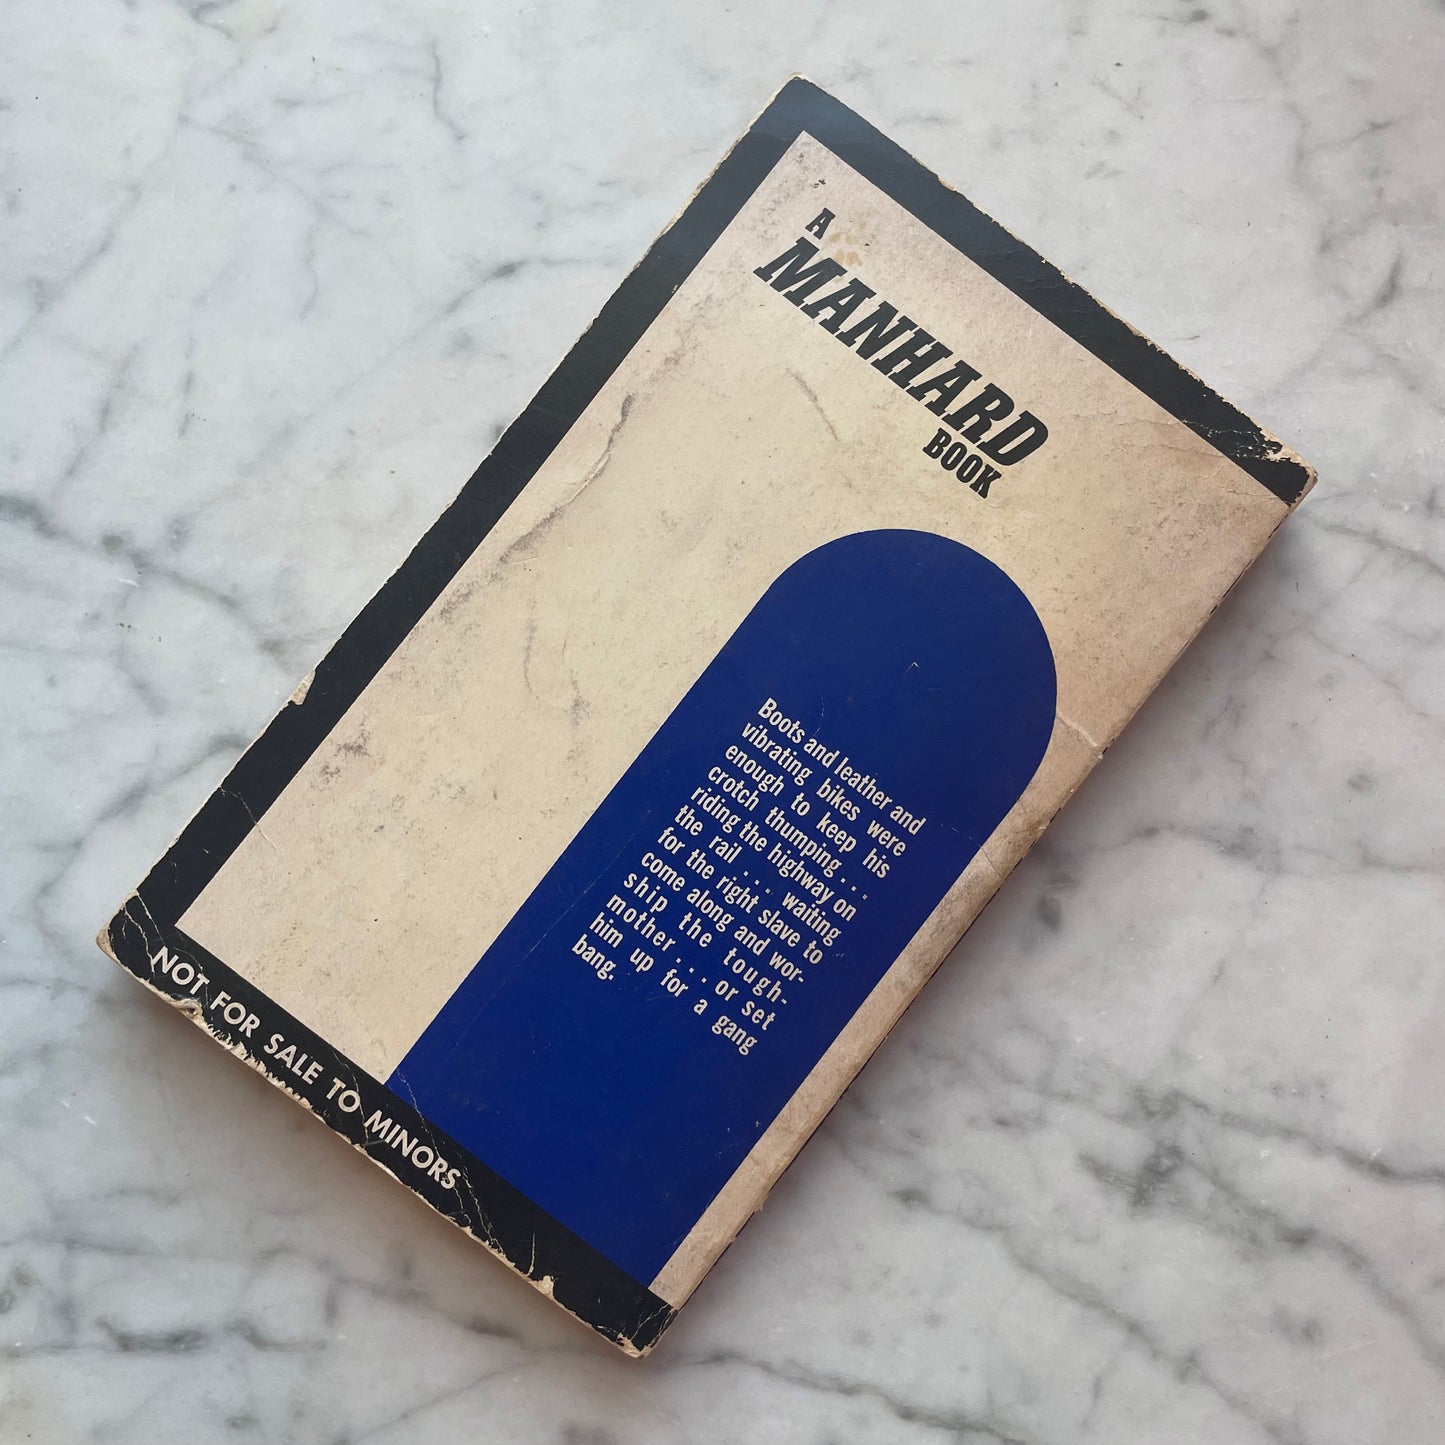 A
MANHARD
BOOK
Boots and leather and
vibrating bikes were
enough to keep his
crotch thumping . . .
riding the highway on
the rail . . . waiting
for the right slave to
come along and wor-
ship the tough-
mother . . . or set
him up for a gang
bang.
NOT FOR SALE TO MINORS